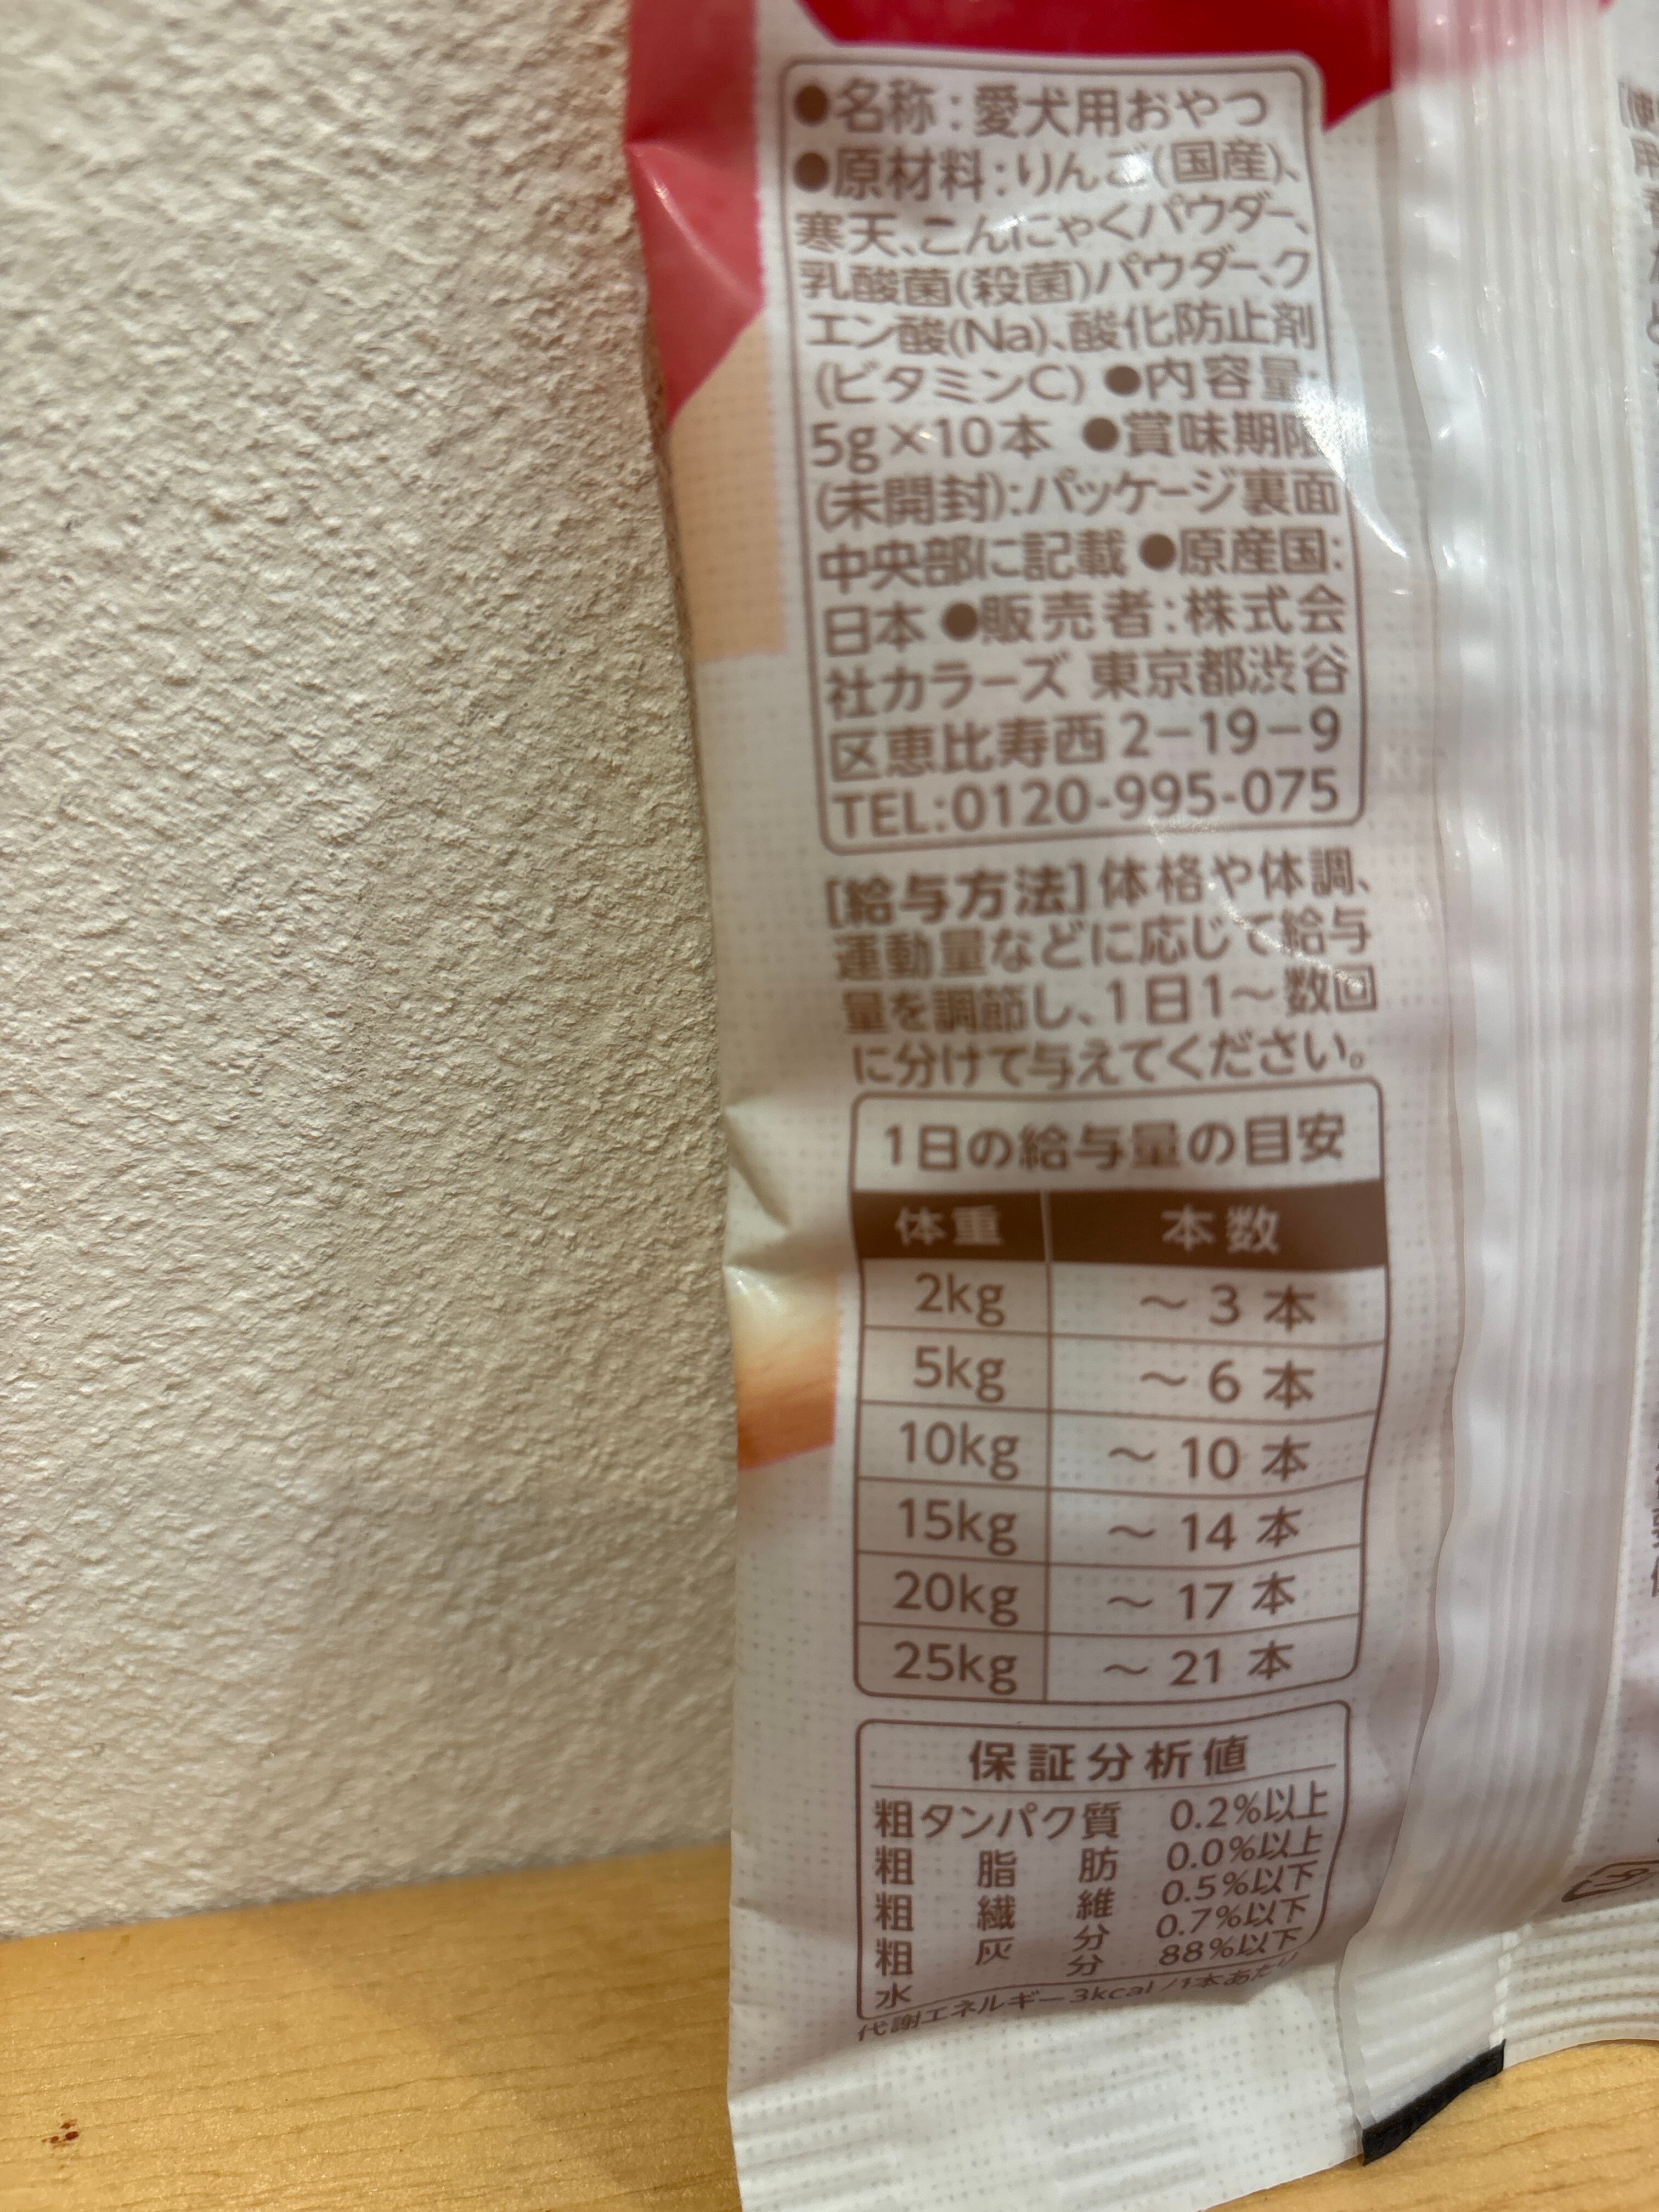 ●名称:愛犬用おやつ
●原材料:りんご(国産)、
寒天、こんにゃくパウダー、
乳酸菌(殺菌)パウダー、ク
エン酸(Na)、酸化防止剤
(ビタミンC) ●内容量:
5g×10本 ●賞味期限
(未開封):パッケージ裏面
中央部に記載 ●原産国:
日本 ●販売者:株式会
社カラーズ 東京都渋谷
区恵比寿西2-19-9
TEL:0120-995-075
[給与方法]体格や体調、
運動量などに応じて給与
量を調節し、1日1～数回
に分けて与えてください。
1日の給与量の目安
体重 本数
2kg ～3本
5kg ～6本
10kg ～10本
15kg ～14本
20kg ～17本
25kg ～21本
保証分析値
粗タンパク質 0.2%以上
粗脂肪 0.0%以上
粗繊維 0.5%以下
粗灰分 0.7%以下
水分 88%以下
代謝エネルギー3kcal/1本あたり